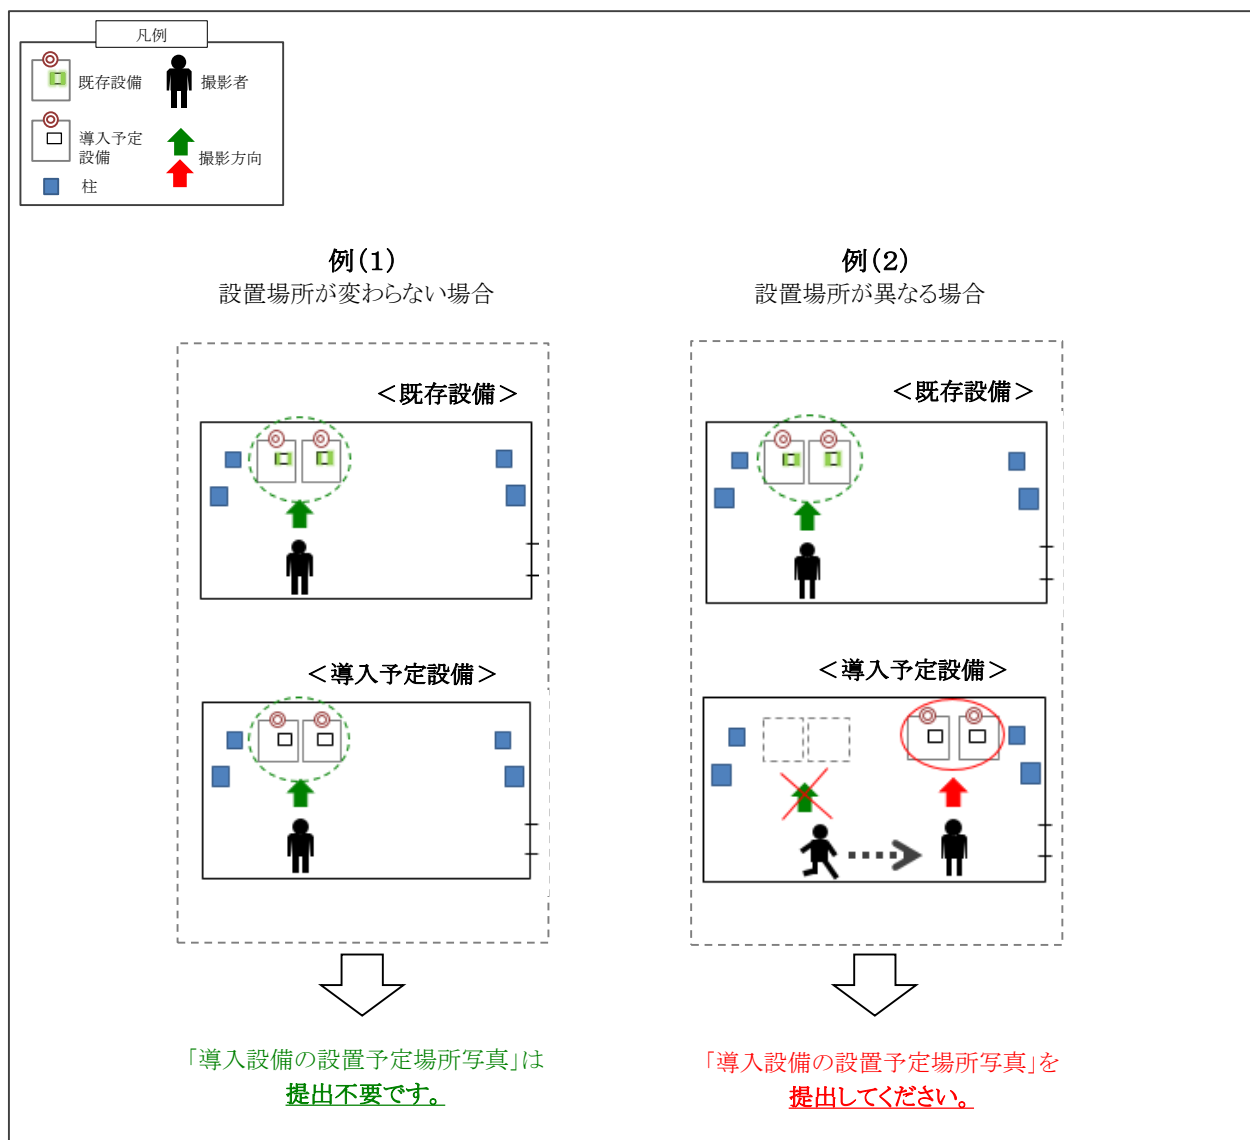 凡例
既存設備
撮影者
導入予定
設備
撮影方向
柱
例(1)
設置場所が変わらない場合
＜既存設備＞
＜導入予定設備＞
「導入設備の設置予定場所写真」は
提出不要です。
例(2)
設置場所が異なる場合
＜既存設備＞
＜導入予定設備＞
「導入設備の設置予定場所写真」を
提出してください。